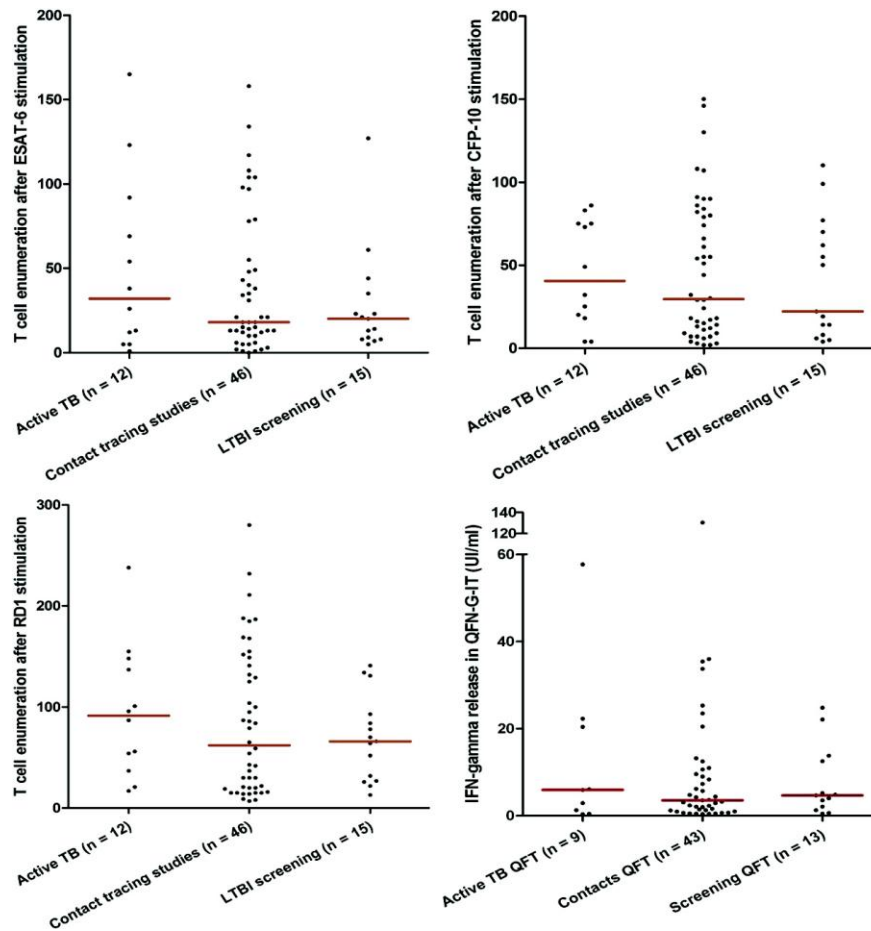 T cell enumeration after ESAT-6 stimulation
200
150
100
50
0
Active TB (n = 12)
Contact tracing studies (n = 46)
LTBI screening (n = 15)
T cell enumeration after CFP-10 stimulation
200
150
100
50
0
Active TB (n = 12)
Contact tracing studies (n = 46)
LTBI screening (n = 15)
T cell enumeration after RD1 stimulation
300
200
100
0
Active TB (n = 12)
Contact tracing studies (n = 46)
LTBI screening (n = 15)
IFN-gamma release in QFN-G-IT (UI/ml)
140
120
60
40
20
0
Active TB QFT (n = 9)
Contacts QFT (n = 43)
Screening QFT (n = 13)